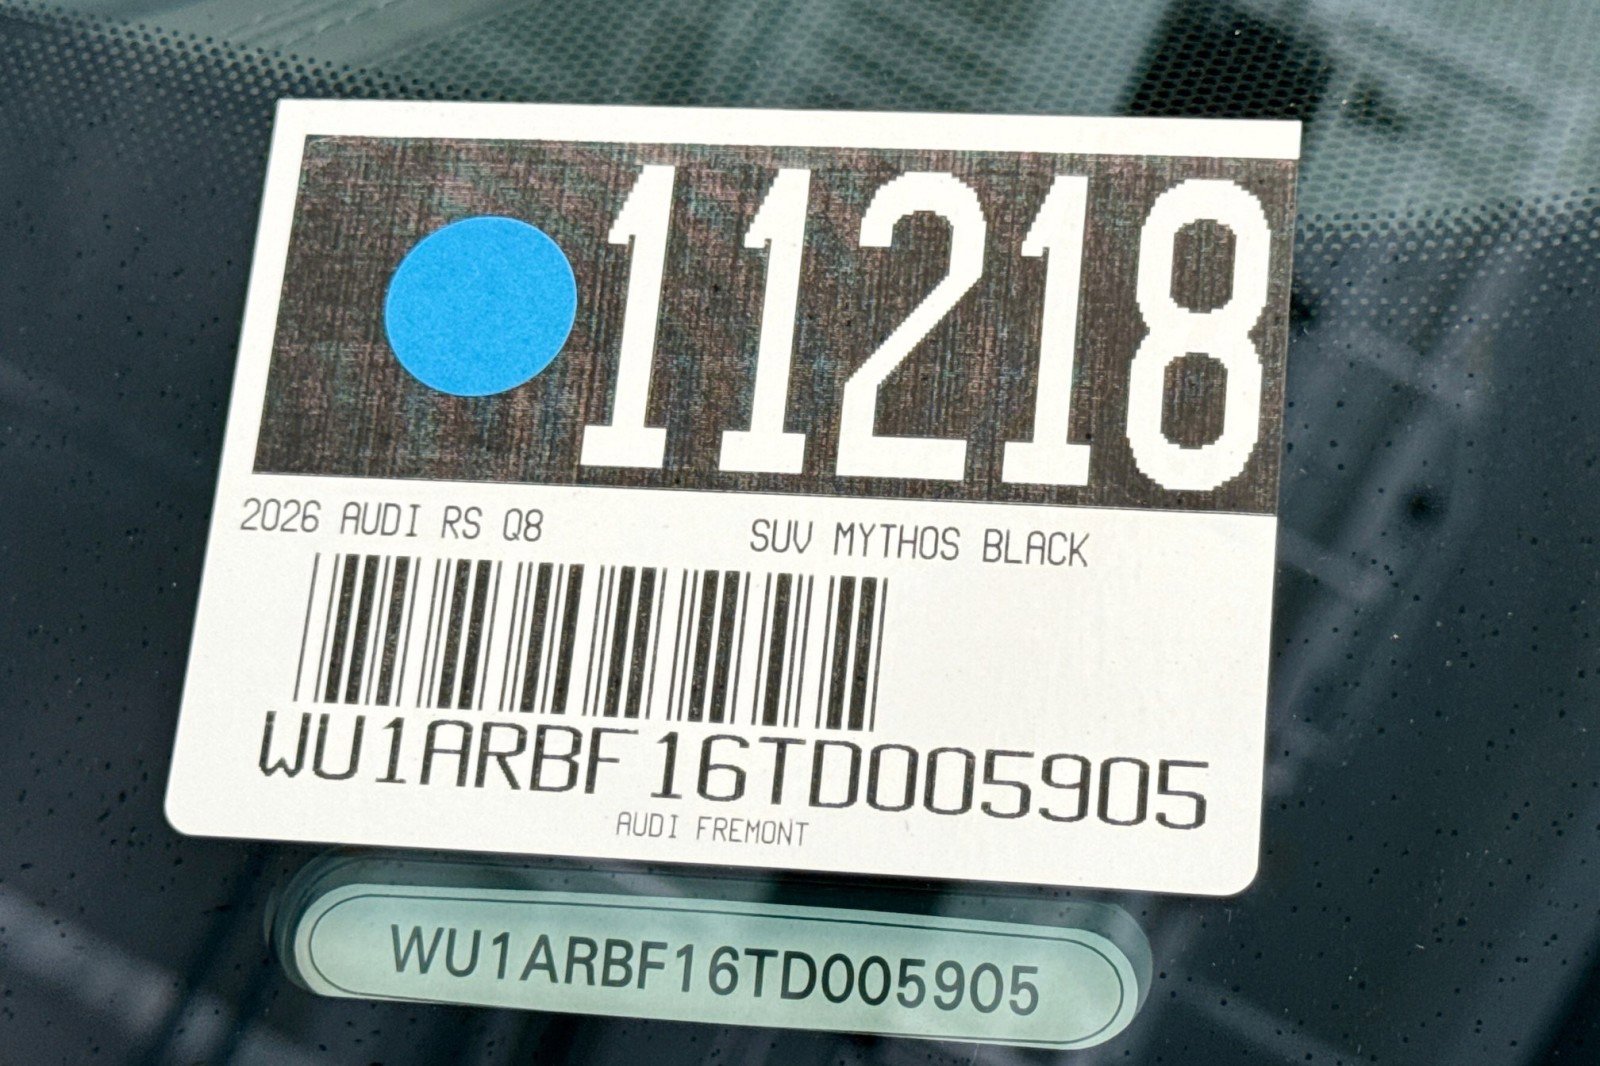 11218
2026 AUDI RS Q8 SUV MYTHOS BLACK
WU1ARBF16TD005905
AUDI FREMONT
WU1ARBF16TD005905